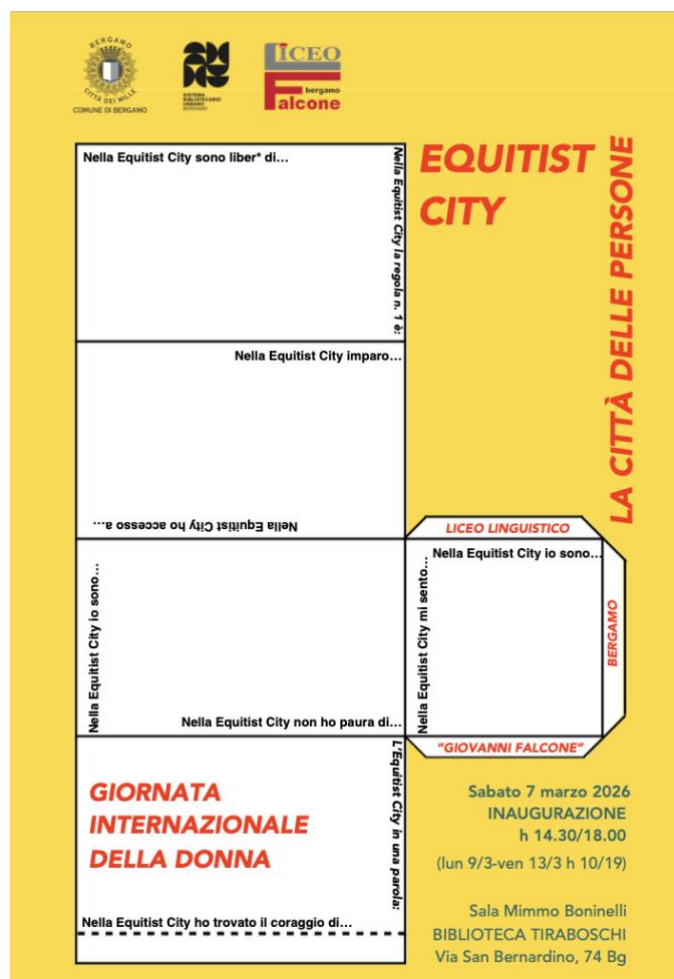 BERGAMO
CITTÀ DEI MILLE
COMUNE DI BERGAMO
SISTEMA
BIBLIOTECARIO
URBANO
BERGAMO
LICEO
bergamo
Falcone
EQUITIST
CITY
LA CITTÀ DELLE PERSONE
Nella Equitist City sono liber* di...
Nella Equitist City la regola n. 1 è:
Nella Equitist City imparo...
Nella Equitist City ho accesso a...
LICEO LINGUISTICO
Nella Equitist City io sono...
Nella Equitist City mi sento...
BERGAMO
"GIOVANNI FALCONE"
Nella Equitist City io sono...
Nella Equitist City non ho paura di...
L'Equitist City in una parola:
GIORNATA
INTERNAZIONALE
DELLA DONNA
Nella Equitist City ho trovato il coraggio di...
Sabato 7 marzo 2026
INAUGURAZIONE
h 14.30/18.00
(lun 9/3-ven 13/3 h 10/19)
Sala Mimmo Boninelli
BIBLIOTECA TIRABOSCHI
Via San Bernardino, 74 Bg